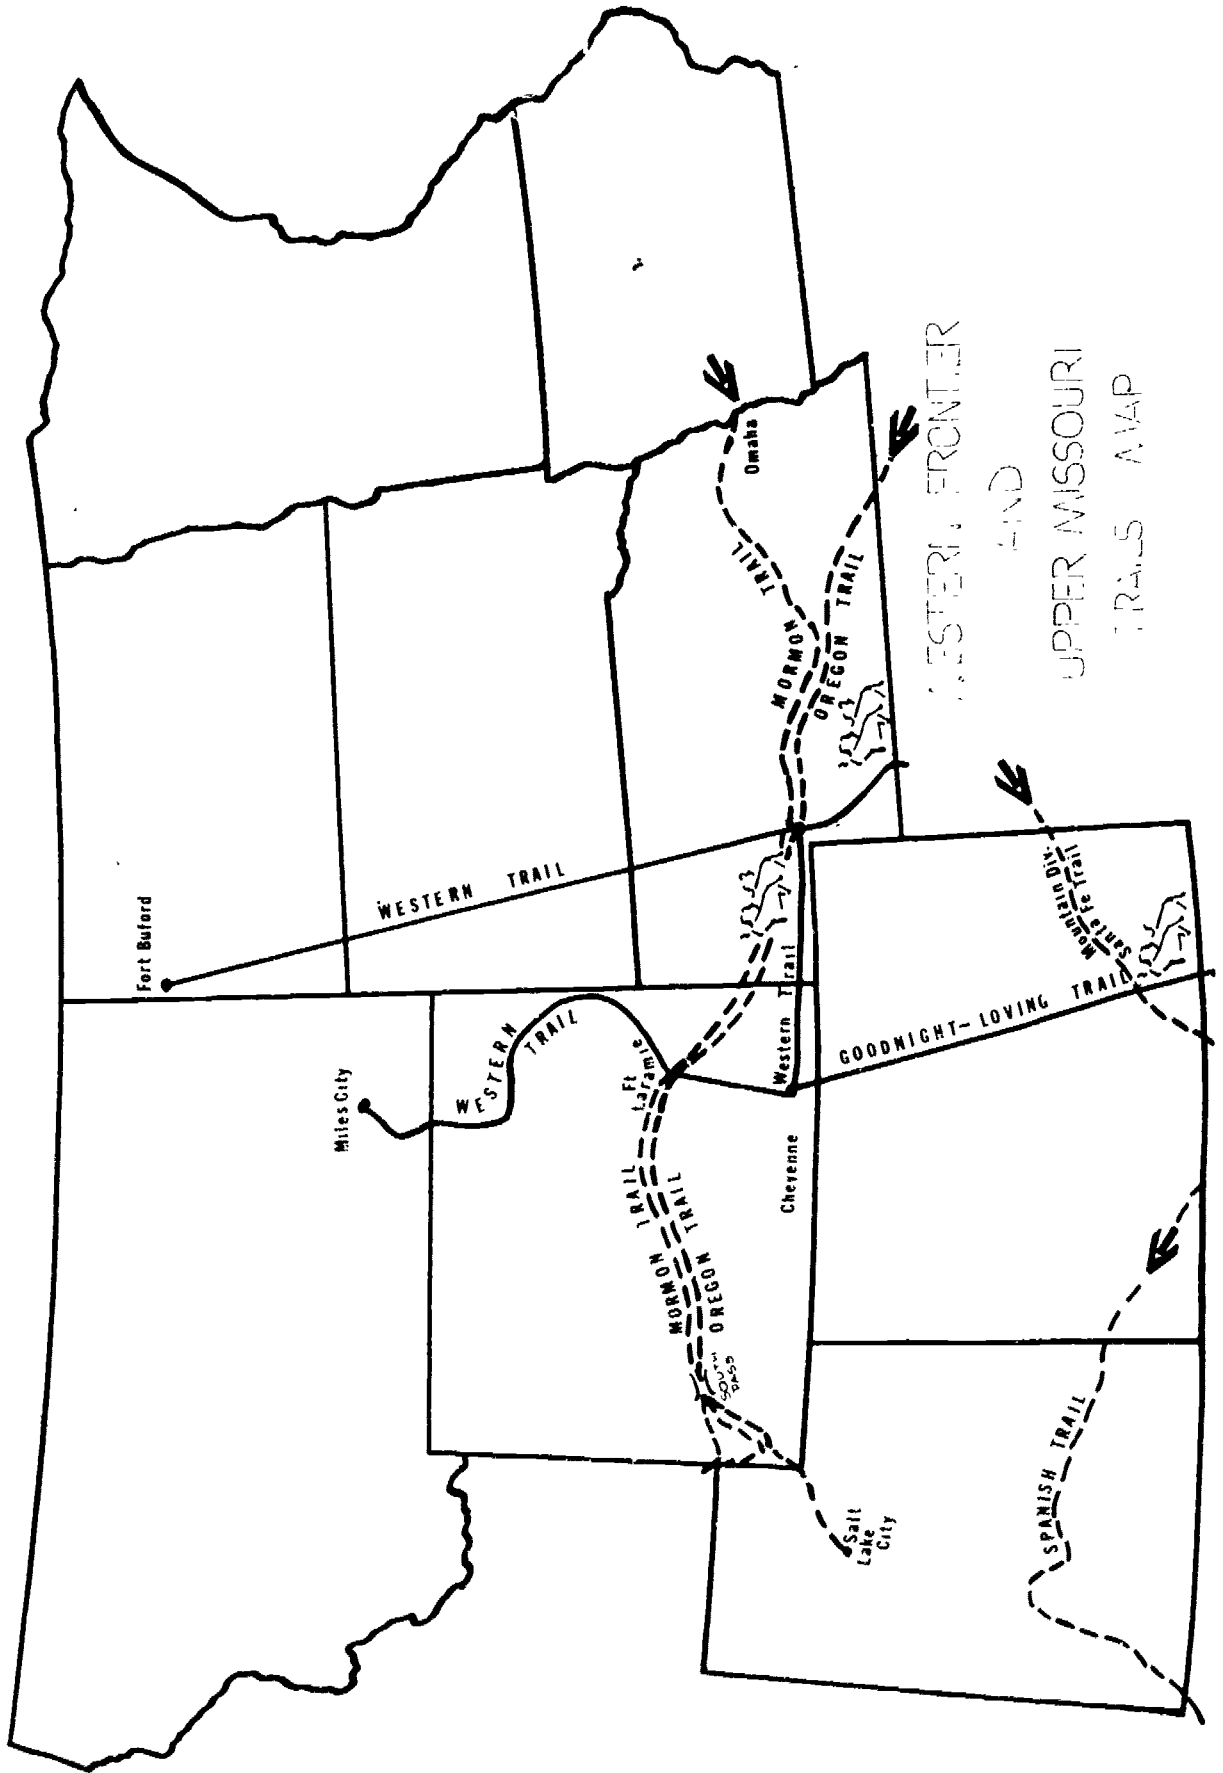 Fort Buford
Miles City
WESTERN TRAIL
WESTERN
TRAIL
Ft
Laramie
Omaha
TRAIL
MORMON
OREGON TRAIL
MORMON TRAIL
OREGON TRAIL
SOUTH
PASS
Western Trail
Cheyenne
Salt
Lake
City
GOODNIGHT-LOVING TRAIL
Mountain Div.
Santa Fe Trail
SPANISH TRAIL
WESTERN FRONTIER
AND
UPPER MISSOURI
TRAILS MAP